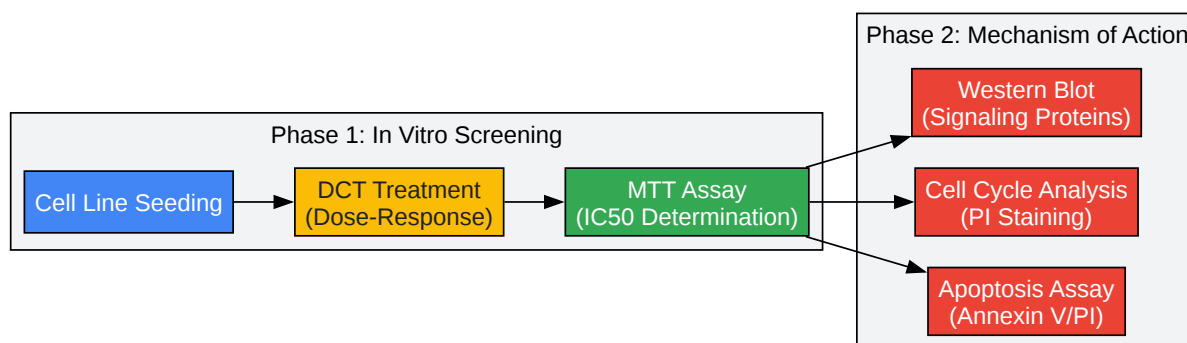 Phase 1: In Vitro Screening
Cell Line Seeding
DCT Treatment
(Dose-Response)
MTT Assay
(IC50 Determination)
Phase 2: Mechanism of Action
Western Blot
(Signaling Proteins)
Cell Cycle Analysis
(PI Staining)
Apoptosis Assay
(Annexin V/PI)